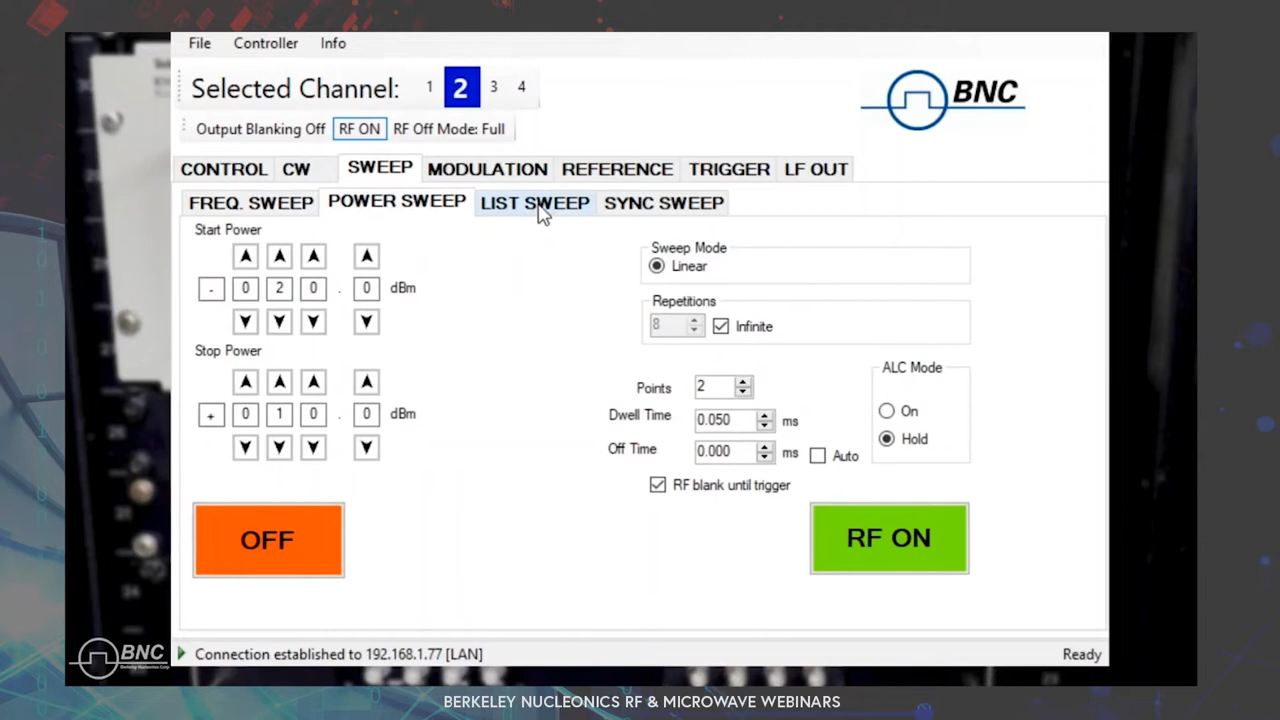 File Controller Info
Selected Channel: 1 2 3 4
BNC
Output Blanking Off RF ON RF Off Mode: Full
CONTROL CW SWEEP MODULATION REFERENCE TRIGGER LF OUT
FREQ. SWEEP POWER SWEEP LIST SWEEP SYNC SWEEP
Start Power
- 0 2 0 . 0 dBm
Stop Power
+ 0 1 0 . 0 dBm
Sweep Mode
Linear
Repetitions
8 Infinite
Points 2
Dwell Time 0.050 ms
Off Time 0.000 ms Auto
ALC Mode
On
Hold
RF blank until trigger
OFF RF ON
Connection established to 192.168.1.77 [LAN] Ready
BNC
Berkeley Nucleonics Corp
BERKELEY NUCLEONICS RF & MICROWAVE WEBINARS